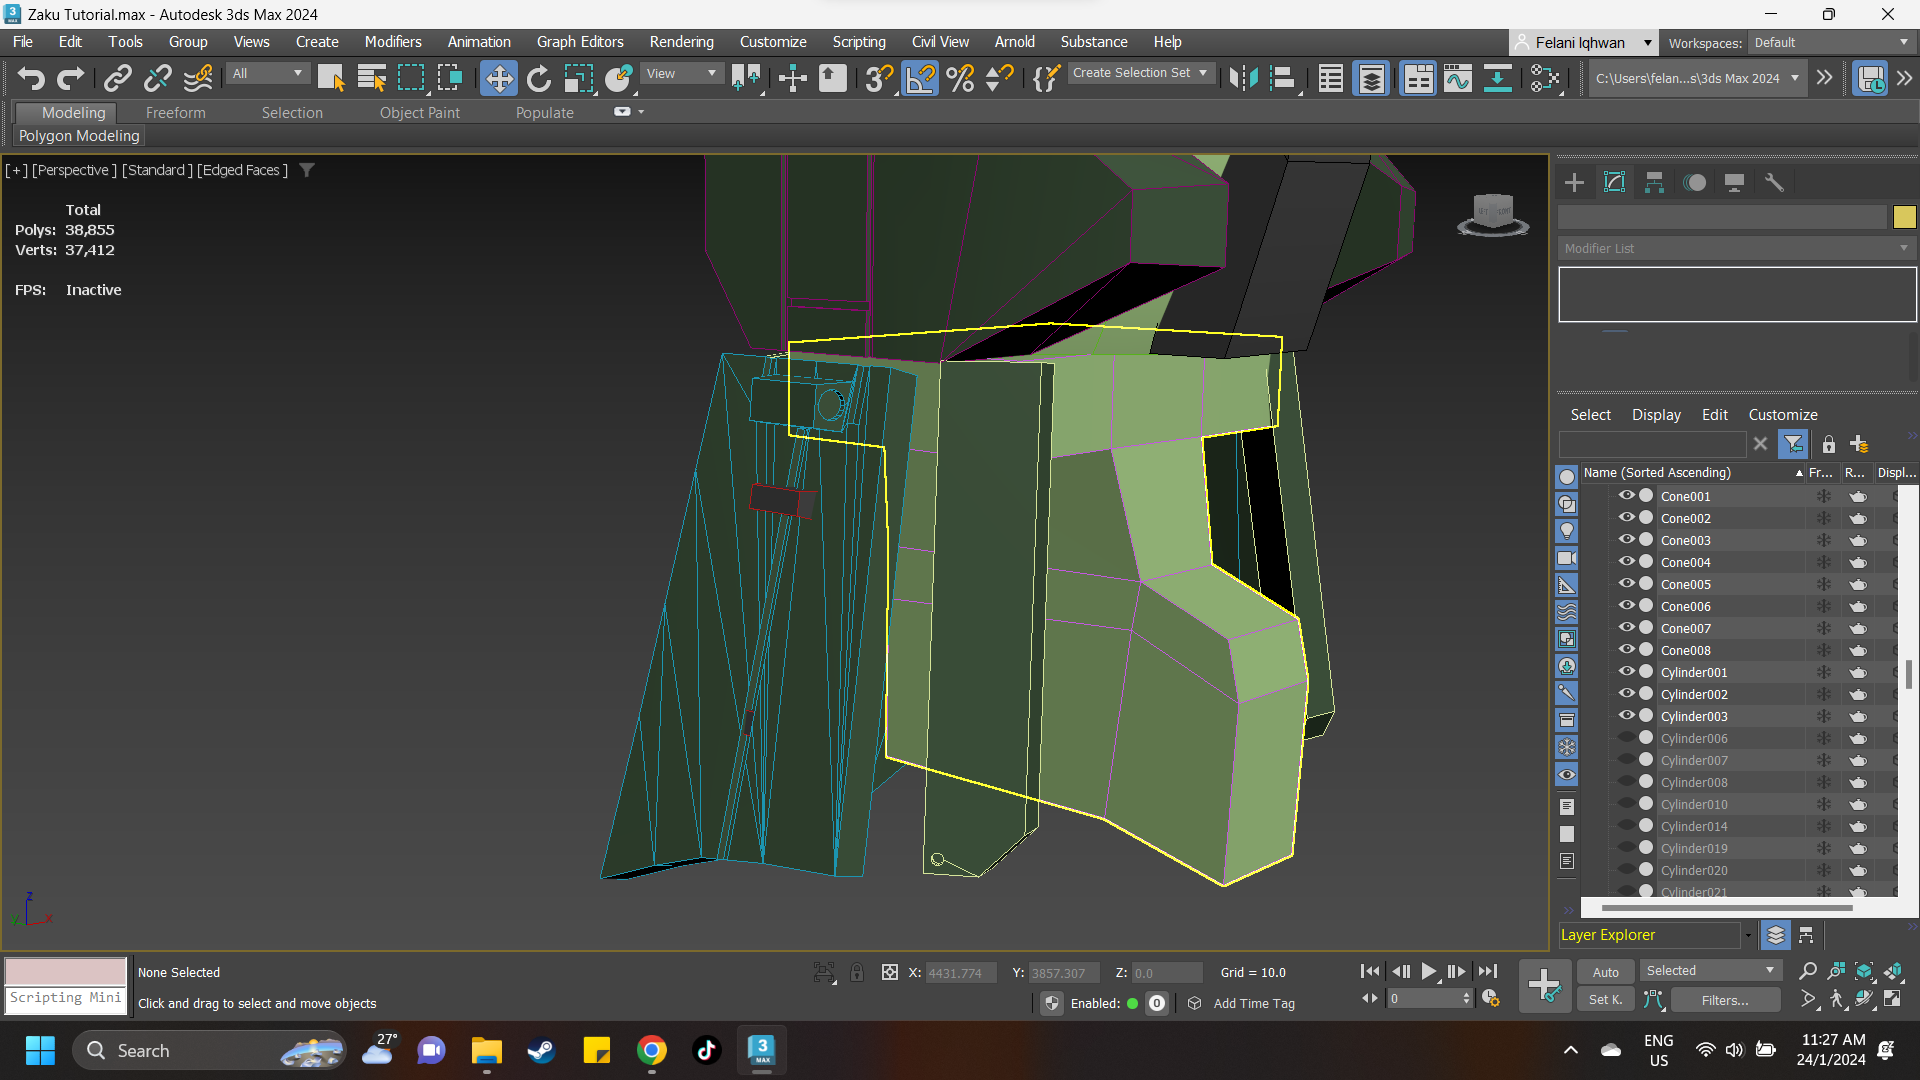 Zaku Tutorial.max - Autodesk 3ds Max 2024
File Edit Tools Group Views Create Modifiers Animation Graph Editors Rendering Customize Scripting Civil View Arnold Substance Help
Felani Iqhwan Workspaces: Default
All View Create Selection Set C:\Users\felan...s\3ds Max 2024
Modeling Freeform Selection Object Paint Populate
Polygon Modeling
[+] [Perspective ] [Standard ] [Edged Faces ]
Total
Polys: 38,855
Verts: 37,412
FPS: Inactive
Modifier List
Select Display Edit Customize
Name (Sorted Ascending) Fr... R... Displ...
Cone001
Cone002
Cone003
Cone004
Cone005
Cone006
Cone007
Cone008
Cylinder001
Cylinder002
Cylinder003
Cylinder006
Cylinder007
Cylinder008
Cylinder010
Cylinder014
Cylinder019
Cylinder020
Cylinder021
z
x
Layer Explorer
None Selected X: 4431.774 Y: 3857.307 Z: 0.0 Grid = 10.0 Auto Selected
Scripting Mini Click and drag to select and move objects Enabled: 0 Add Time Tag 0 Set K. Filters...
Search 27° ENG US 11:27 AM 24/1/2024
3 MAX